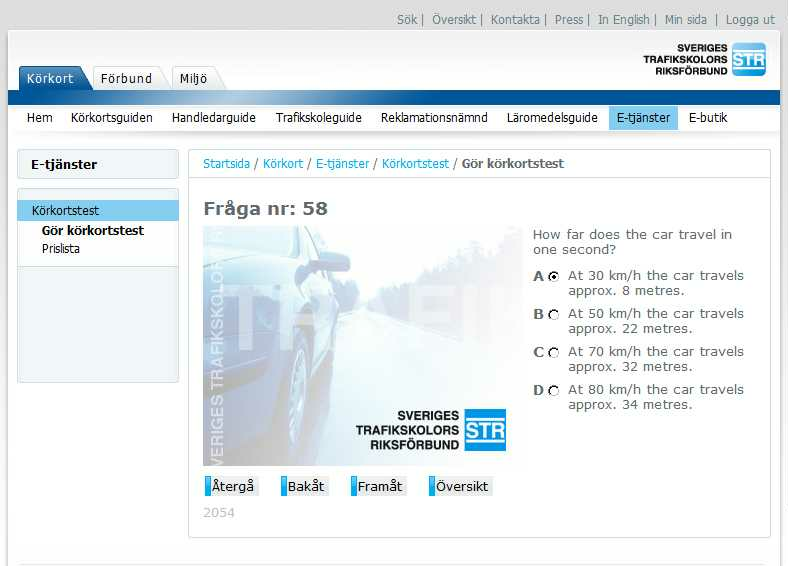 Sök | Översikt | Kontakta | Press | In English | Min sida | Logga ut
SVERIGES
TRAFIKSKOLORS
RIKSFÖRBUND
STR
Körkort Förbund Miljö
Hem Körkortsguiden Handledarguide Trafikskoleguide Reklamationsnämnd Läromedelsguide E-tjänster E-butik
E-tjänster
Körkortstest
Gör körkortstest
Prislista
Startsida / Körkort / E-tjänster / Körkortstest / Gör körkortstest
Fråga nr: 58
SVERIGES
TRAFIKSKOLORS
RIKSFÖRBUND
STR
How far does the car travel in
one second?
A At 30 km/h the car travels
approx. 8 metres.
B At 50 km/h the car travels
approx. 22 metres.
C At 70 km/h the car travels
approx. 32 metres.
D At 80 km/h the car travels
approx. 34 metres.
Återgå Bakåt Framåt Översikt
2054